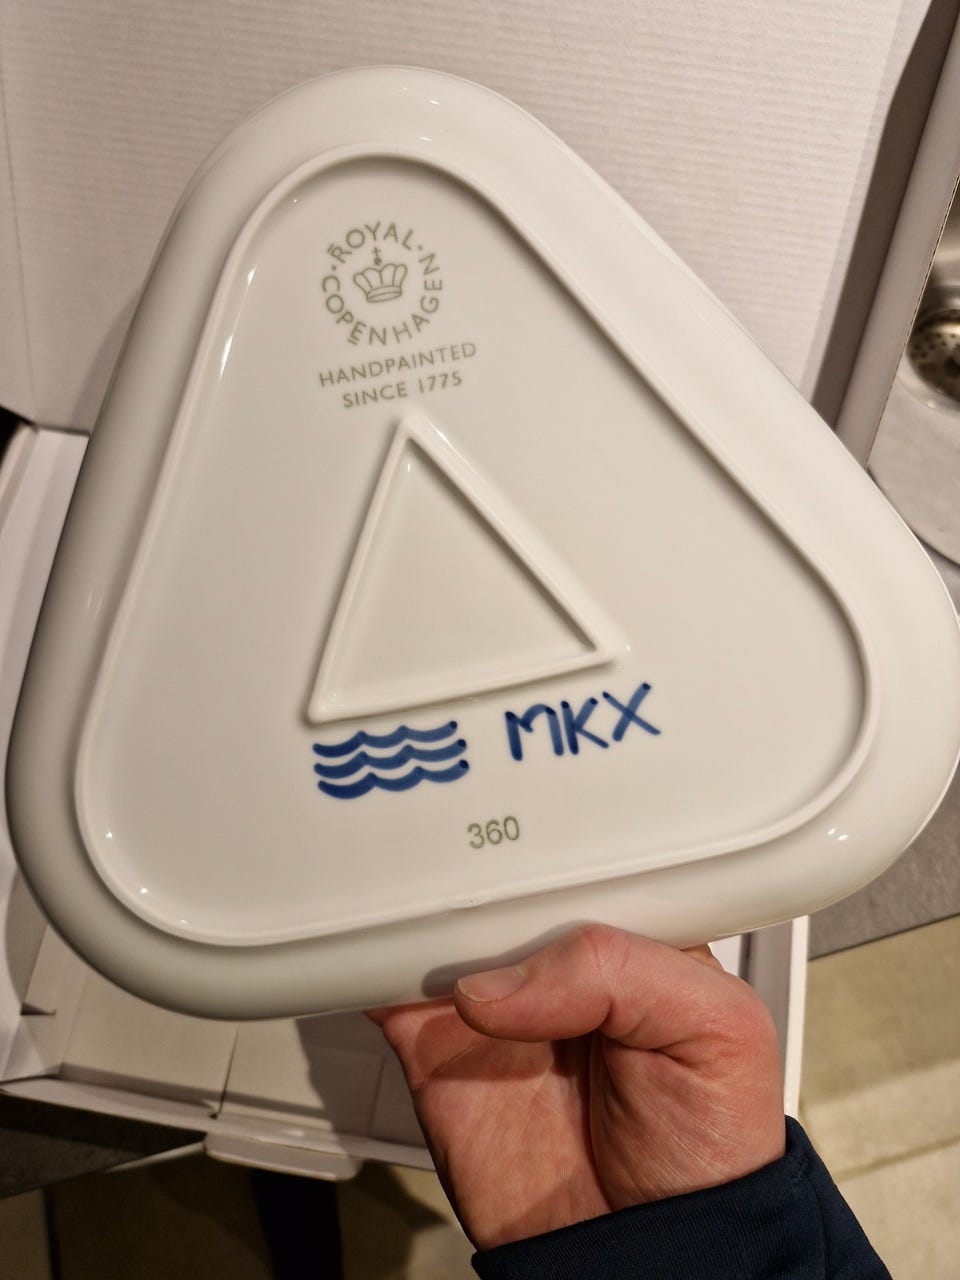 ROYAL
COPENHAGEN
HANDPAINTED
SINCE 1775
MKX
360